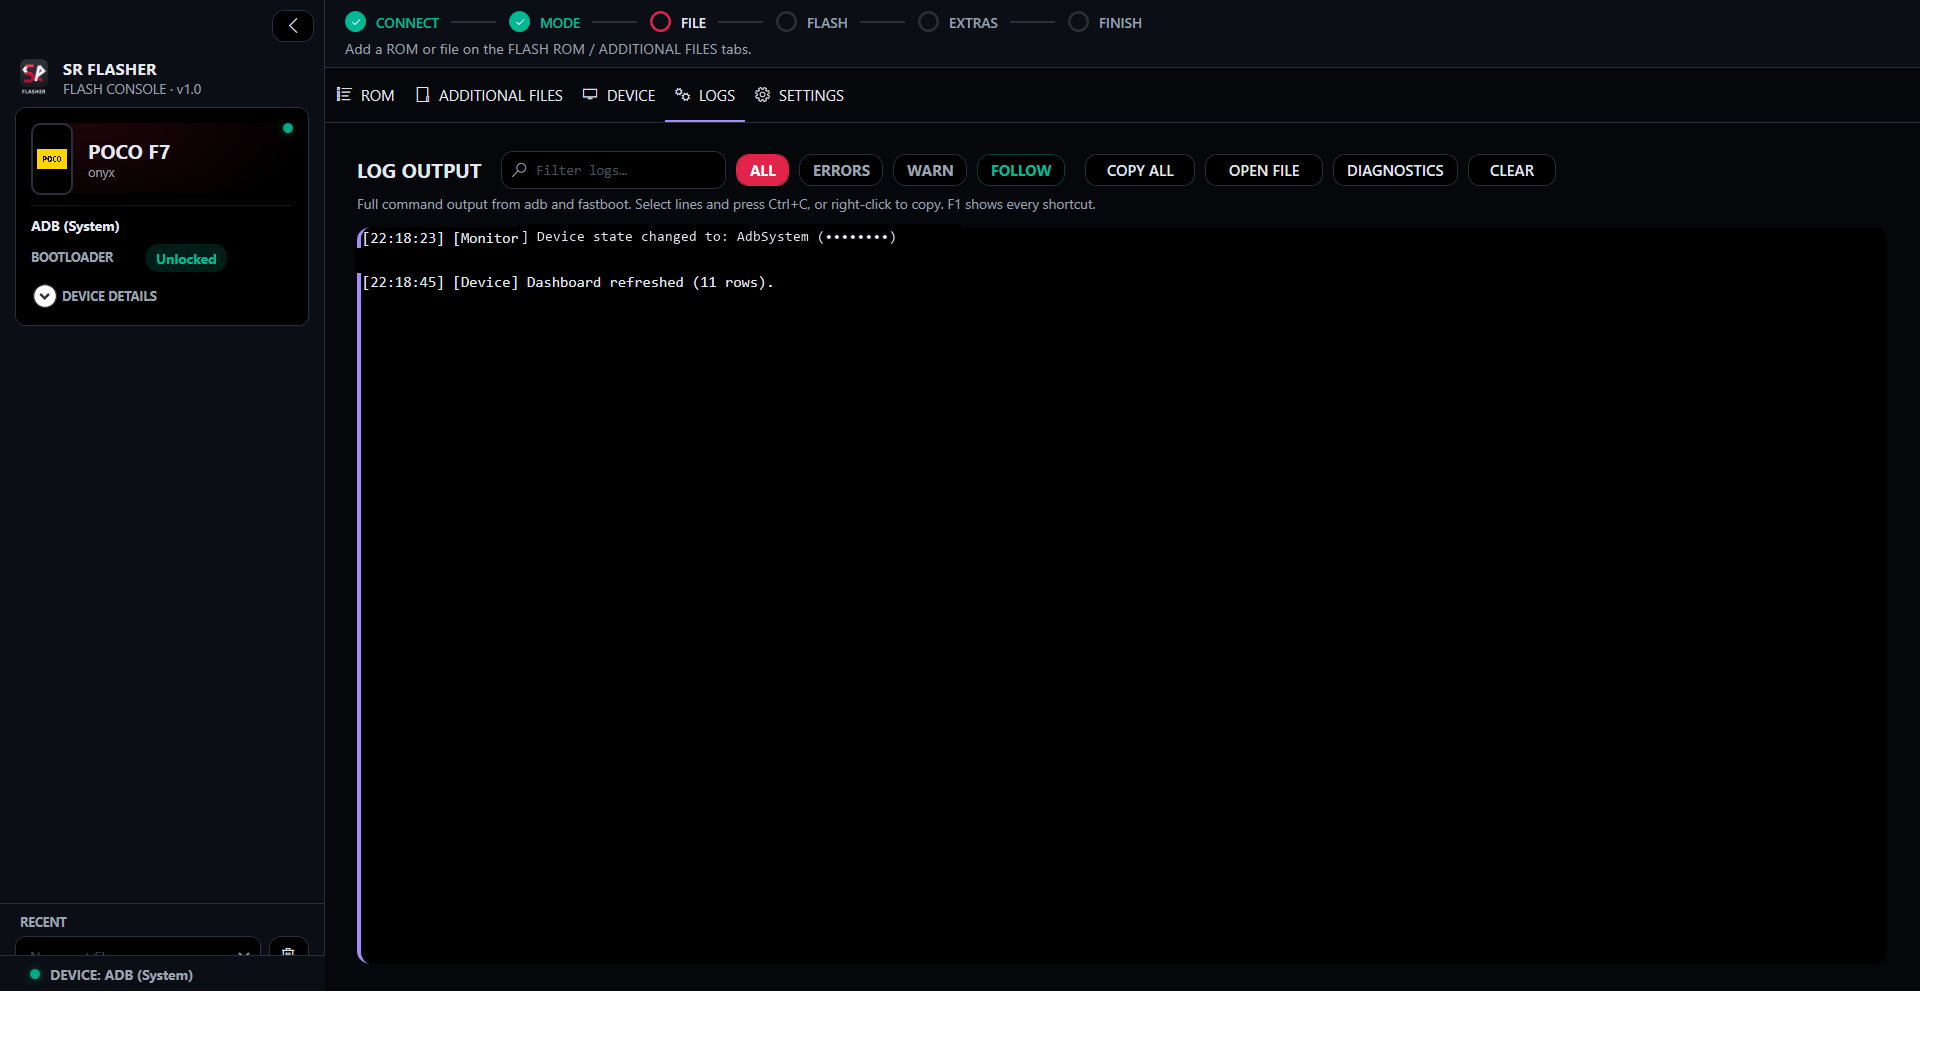 CONNECT MODE FILE FLASH EXTRAS FINISH
Add a ROM or file on the FLASH ROM / ADDITIONAL FILES tabs.
SR FLASHER
FLASH CONSOLE · v1.0
POCO
POCO F7
onyx
ADB (System)
BOOTLOADER Unlocked
DEVICE DETAILS
ROM ADDITIONAL FILES DEVICE LOGS SETTINGS
LOG OUTPUT Filter logs… ALL ERRORS WARN FOLLOW COPY ALL OPEN FILE DIAGNOSTICS CLEAR
Full command output from adb and fastboot. Select lines and press Ctrl+C, or right-click to copy. F1 shows every shortcut.
[22:18:23] [Monitor] Device state changed to: AdbSystem (••••••••)
[22:18:45] [Device] Dashboard refreshed (11 rows).
RECENT
DEVICE: ADB (System)